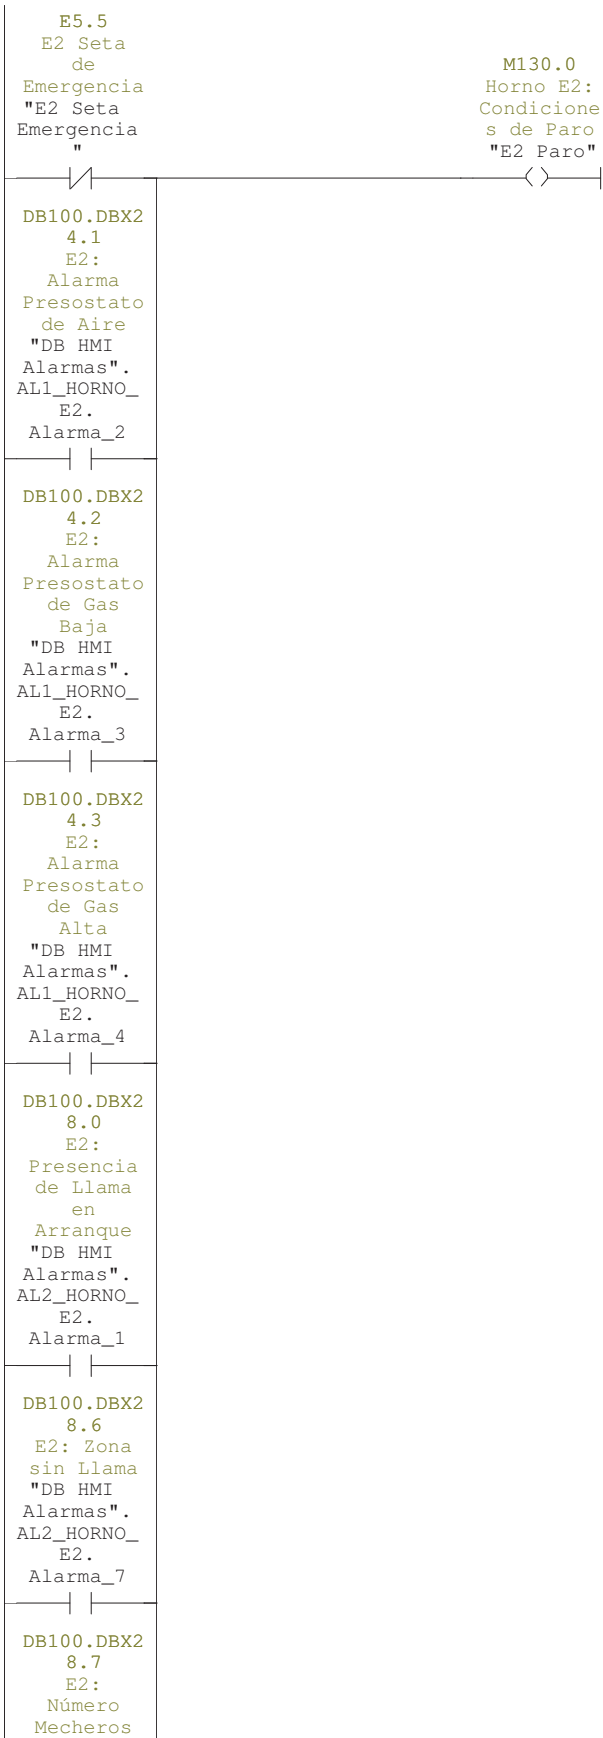 E5.5
E2 Seta
de
Emergencia
"E2 Seta
Emergencia
"
M130.0
Horno E2:
Condicione
s de Paro
"E2 Paro"
DB100.DBX2
4.1
E2:
Alarma
Presostato
de Aire
"DB HMI
Alarmas".
AL1_HORNO_
E2.
Alarma_2
DB100.DBX2
4.2
E2:
Alarma
Presostato
de Gas
Baja
"DB HMI
Alarmas".
AL1_HORNO_
E2.
Alarma_3
DB100.DBX2
4.3
E2:
Alarma
Presostato
de Gas
Alta
"DB HMI
Alarmas".
AL1_HORNO_
E2.
Alarma_4
DB100.DBX2
8.0
E2:
Presencia
de Llama
en
Arranque
"DB HMI
Alarmas".
AL2_HORNO_
E2.
Alarma_1
DB100.DBX2
8.6
E2: Zona
sin Llama
"DB HMI
Alarmas".
AL2_HORNO_
E2.
Alarma_7
DB100.DBX2
8.7
E2:
Número
Mecheros